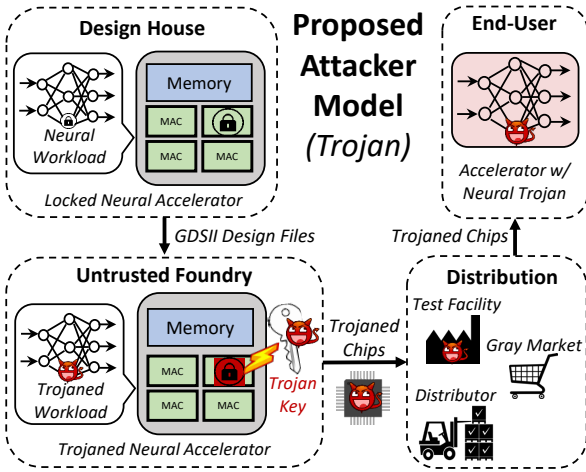 Design House
Memory
MAC
MAC
MAC
Neural
Workload
Locked Neural Accelerator
Proposed
Attacker
Model
(Trojan)
End-User
Accelerator w/
Neural Trojan
GDSII Design Files
Trojaned Chips
Untrusted Foundry
Memory
MAC
MAC
MAC
Trojaned
Workload
Trojan
Key
Trojaned Neural Accelerator
Trojaned
Chips
Distribution
Test Facility
Gray Market
Distributor